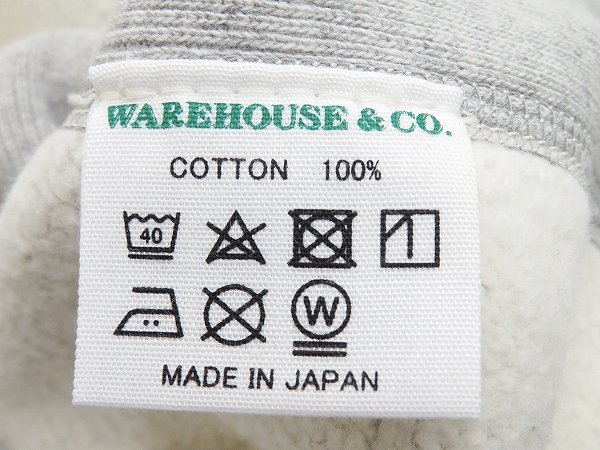 WAREHOUSE & CO.
COTTON 100%
40
W
MADE IN JAPAN